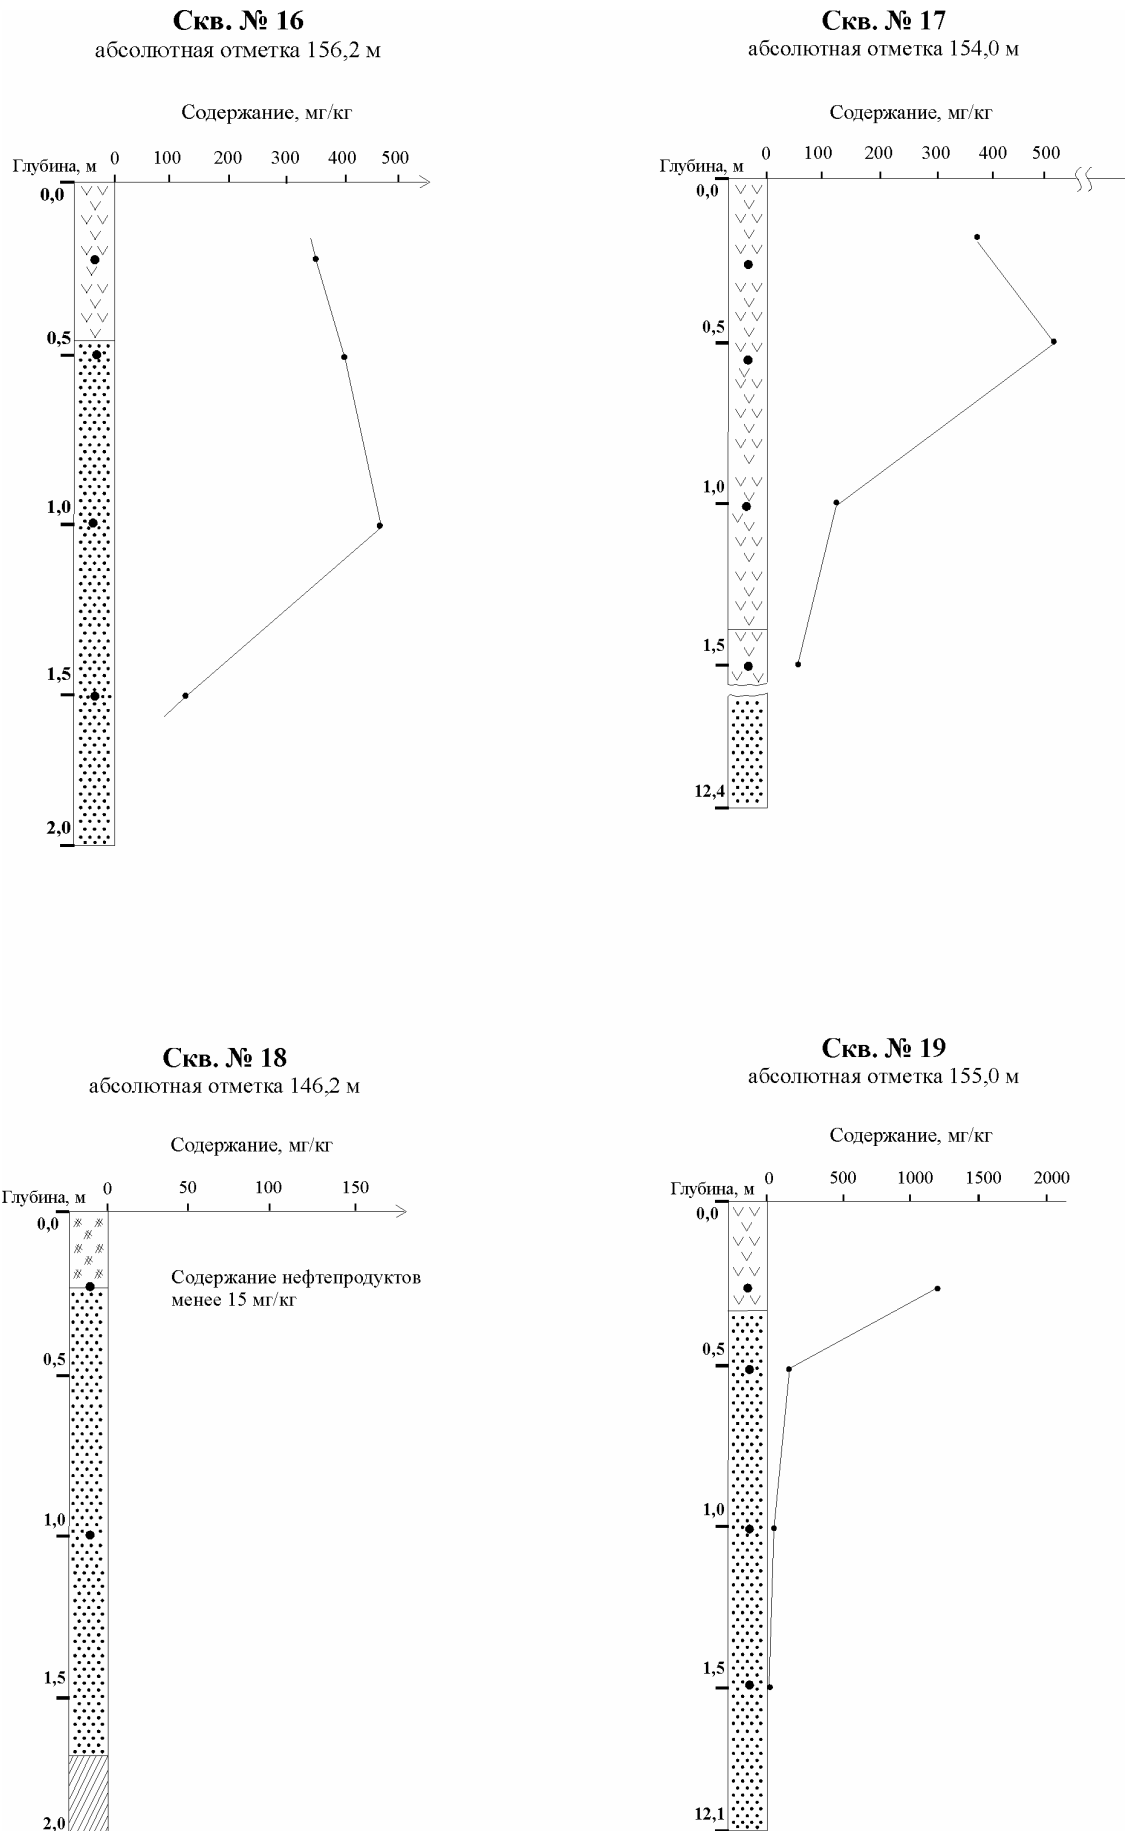 Скв. № 16
абсолютная отметка 156,2 м
Содержание, мг/кг
Глубина, м 0 100 200 300 400 500
0,0
0,5
1,0
1,5
2,0
Скв. № 17
абсолютная отметка 154,0 м
Содержание, мг/кг
Глубина, м 0 100 200 300 400 500
0,0
0,5
1,0
1,5
12,4
Скв. № 18
абсолютная отметка 146,2 м
Содержание, мг/кг
Глубина, м 0 50 100 150
0,0
Содержание нефтепродуктов
менее 15 мг/кг
0,5
1,0
1,5
2,0
Скв. № 19
абсолютная отметка 155,0 м
Содержание, мг/кг
Глубина, м 0 500 1000 1500 2000
0,0
0,5
1,0
1,5
12,1